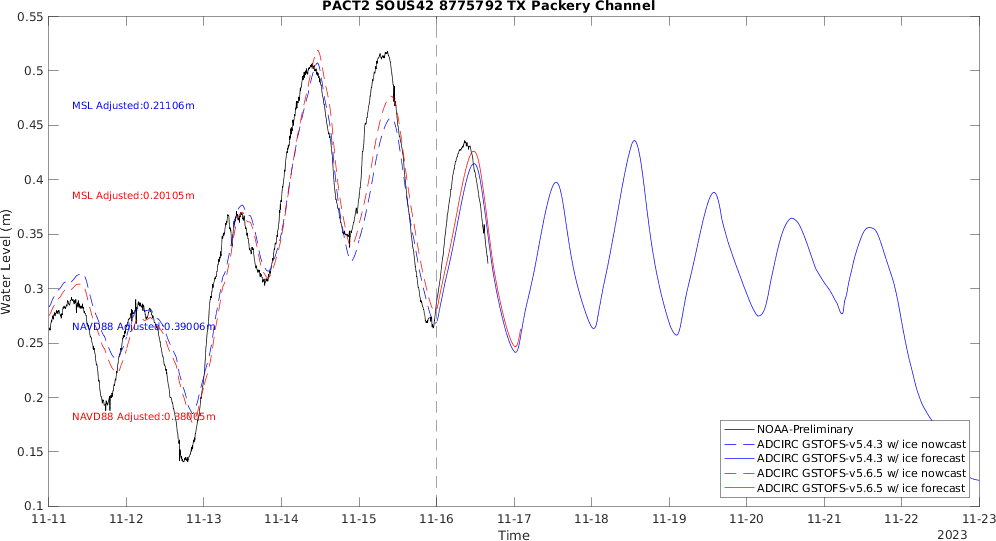 PACT2 SOUS42 8775792 TX Packery Channel
0.55
0.5
0.45
0.4
0.35
0.3
0.25
0.2
0.15
0.1
Water Level (m)
MSL Adjusted:0.21106m
MSL Adjusted:0.20105m
NAVD88 Adjusted:0.39006m
NAVD88 Adjusted:0.38005m
NOAA-Preliminary
ADCIRC GSTOFS-v5.4.3 w/ ice nowcast
ADCIRC GSTOFS-v5.4.3 w/ ice forecast
ADCIRC GSTOFS-v5.6.5 w/ ice nowcast
ADCIRC GSTOFS-v5.6.5 w/ ice forecast
11-11 11-12 11-13 11-14 11-15 11-16 11-17 11-18 11-19 11-20 11-21 11-22 11-23
Time
2023